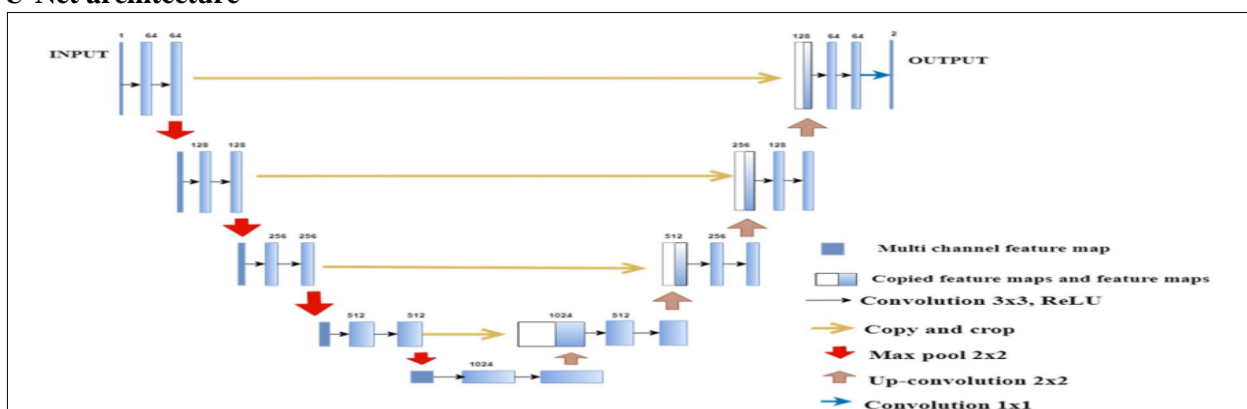 U-Net architecture
1 64 64
128 64 64 2
INPUT
OUTPUT
128 128
256 128
256 256
512 256
512 512
1024 512
1024
Multi channel feature map
Copied feature maps and feature maps
Convolution 3x3, ReLU
Copy and crop
Max pool 2x2
Up-convolution 2x2
Convolution 1x1